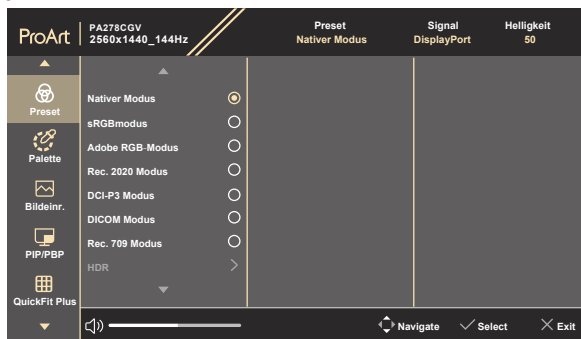 ProArt
PA278CGV
2560x1440_144Hz
Preset
Nativer Modus
Signal
DisplayPort
Helligkeit
50
Preset
Palette
Bildeinr.
PIP/PBP
QuickFit Plus
Nativer Modus
sRGBmodus
Adobe RGB-Modus
Rec. 2020 Modus
DCI-P3 Modus
DICOM Modus
Rec. 709 Modus
HDR
Navigate
Select
Exit